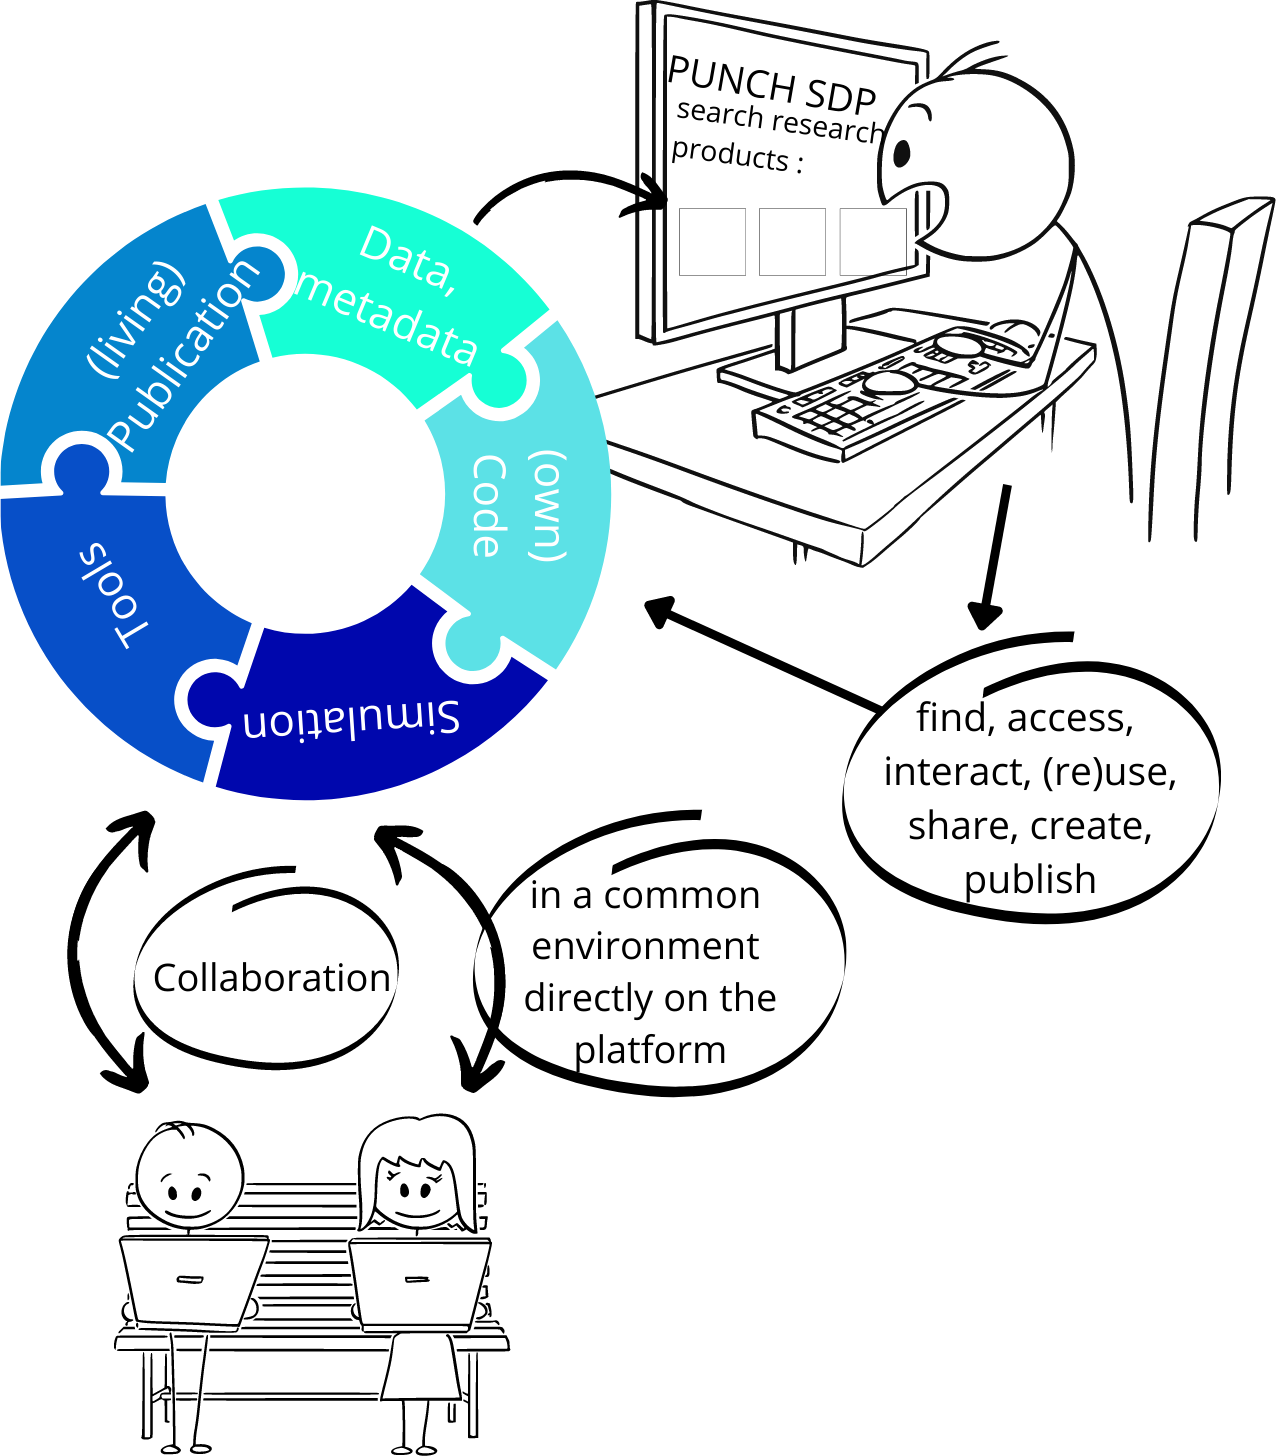 PUNCH SDP
search research
products :
Data,
metadata
(living)
Publication
(own)
Code
Tools
Simulation
find, access,
interact, (re)use,
share, create,
publish
in a common
environment
directly on the
platform
Collaboration